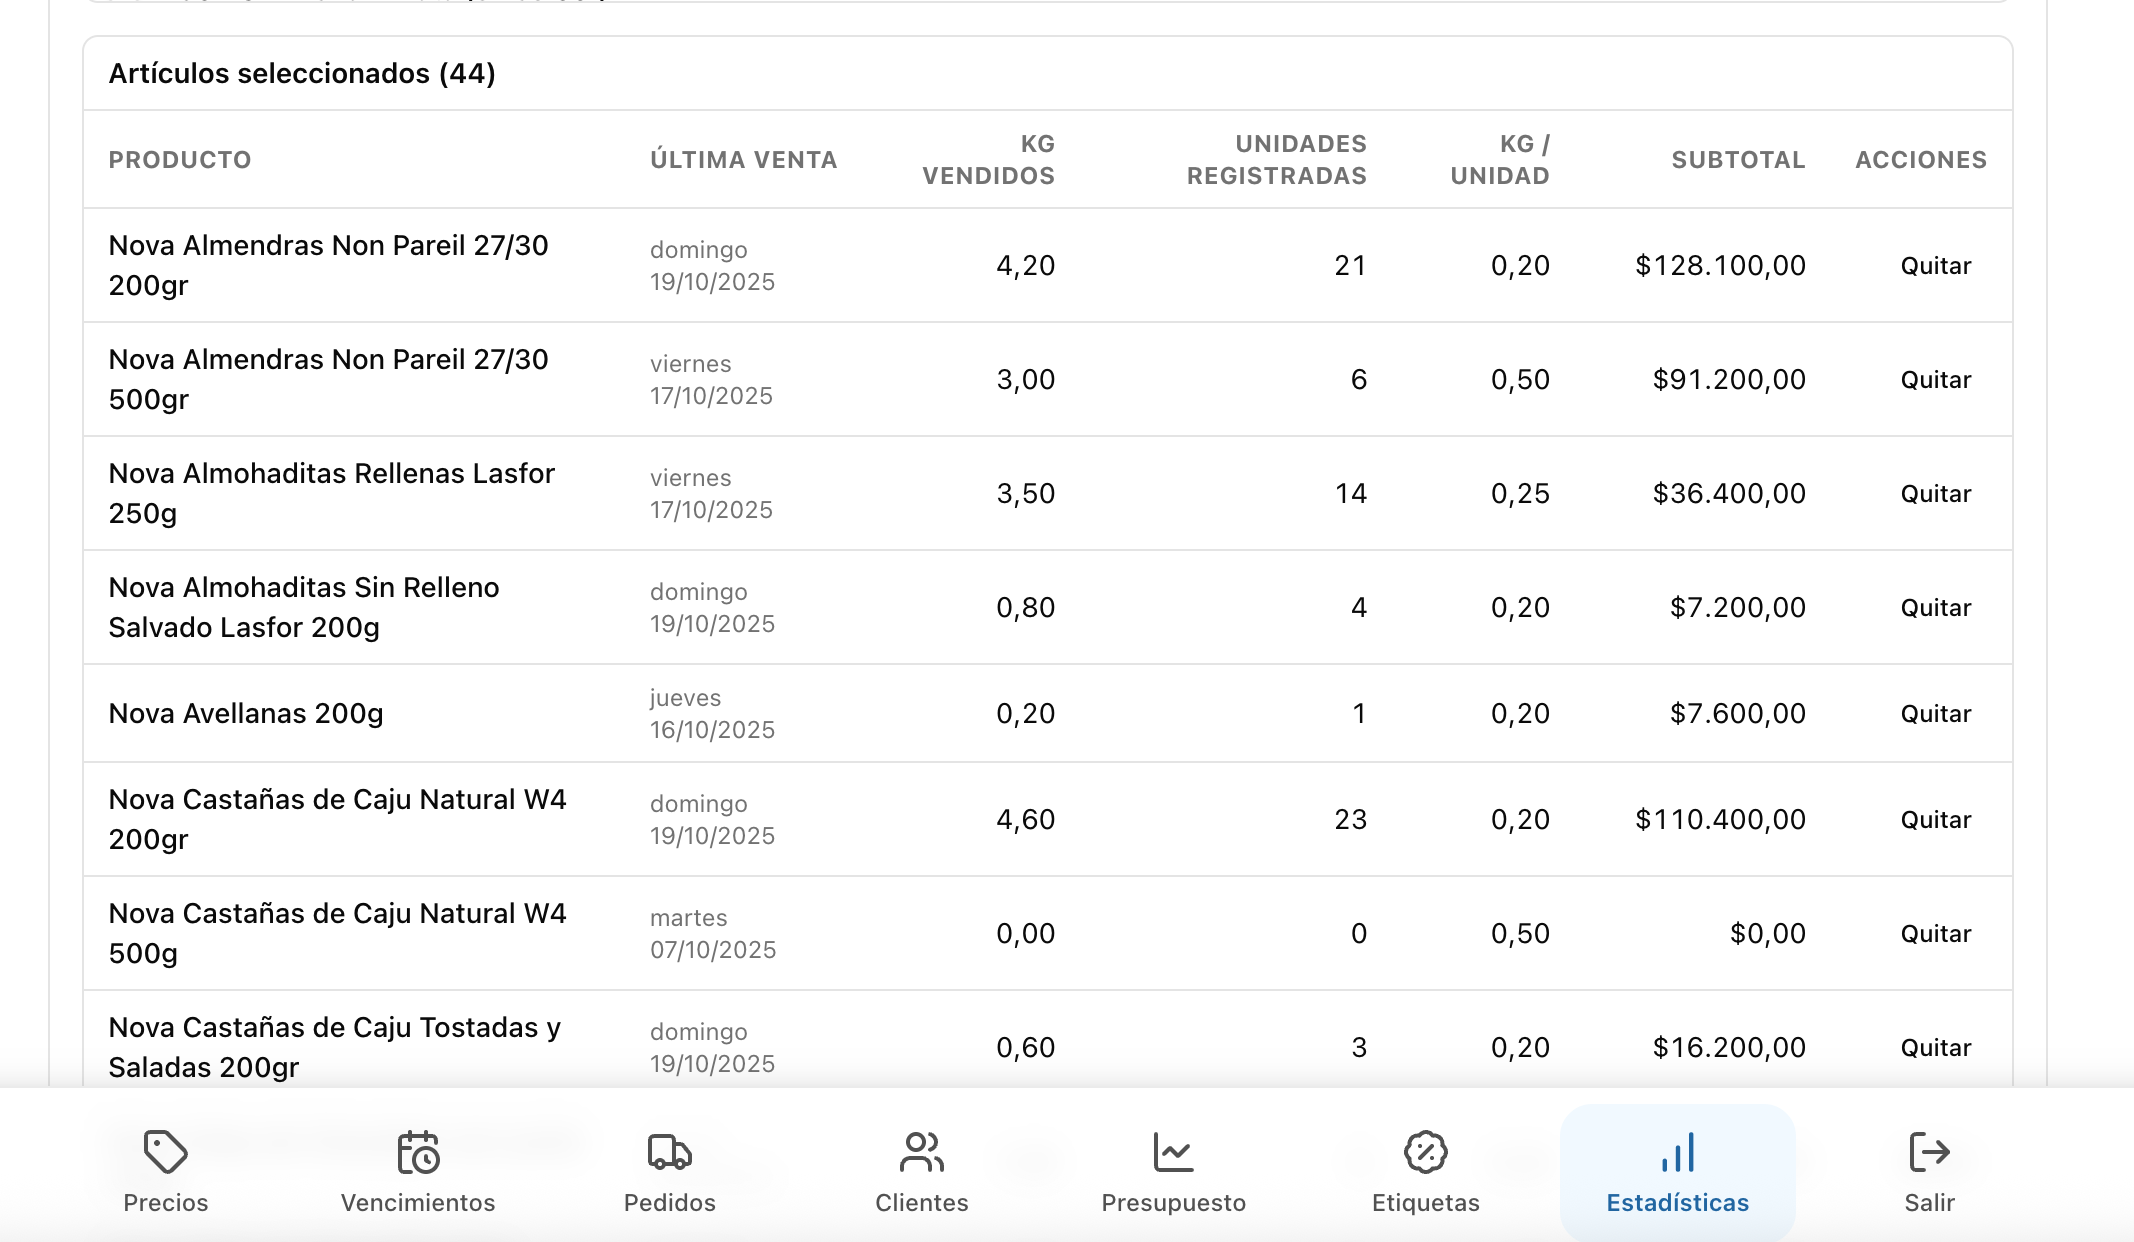 Artículos seleccionados (44)
PRODUCTO
ÚLTIMA VENTA
KG
VENDIDOS
UNIDADES
REGISTRADAS
KG /
UNIDAD
SUBTOTAL
ACCIONES
Nova Almendras Non Pareil 27/30
200gr
domingo
19/10/2025
4,20
21
0,20
$128.100,00
Quitar
Nova Almendras Non Pareil 27/30
500gr
viernes
17/10/2025
3,00
6
0,50
$91.200,00
Quitar
Nova Almohaditas Rellenas Lasfor
250g
viernes
17/10/2025
3,50
14
0,25
$36.400,00
Quitar
Nova Almohaditas Sin Relleno
Salvado Lasfor 200g
domingo
19/10/2025
0,80
4
0,20
$7.200,00
Quitar
Nova Avellanas 200g
jueves
16/10/2025
0,20
1
0,20
$7.600,00
Quitar
Nova Castañas de Caju Natural W4
200gr
domingo
19/10/2025
4,60
23
0,20
$110.400,00
Quitar
Nova Castañas de Caju Natural W4
500g
martes
07/10/2025
0,00
0
0,50
$0,00
Quitar
Nova Castañas de Caju Tostadas y
Saladas 200gr
domingo
19/10/2025
0,60
3
0,20
$16.200,00
Quitar
Precios
Vencimientos
Pedidos
Clientes
Presupuesto
Etiquetas
Estadísticas
Salir